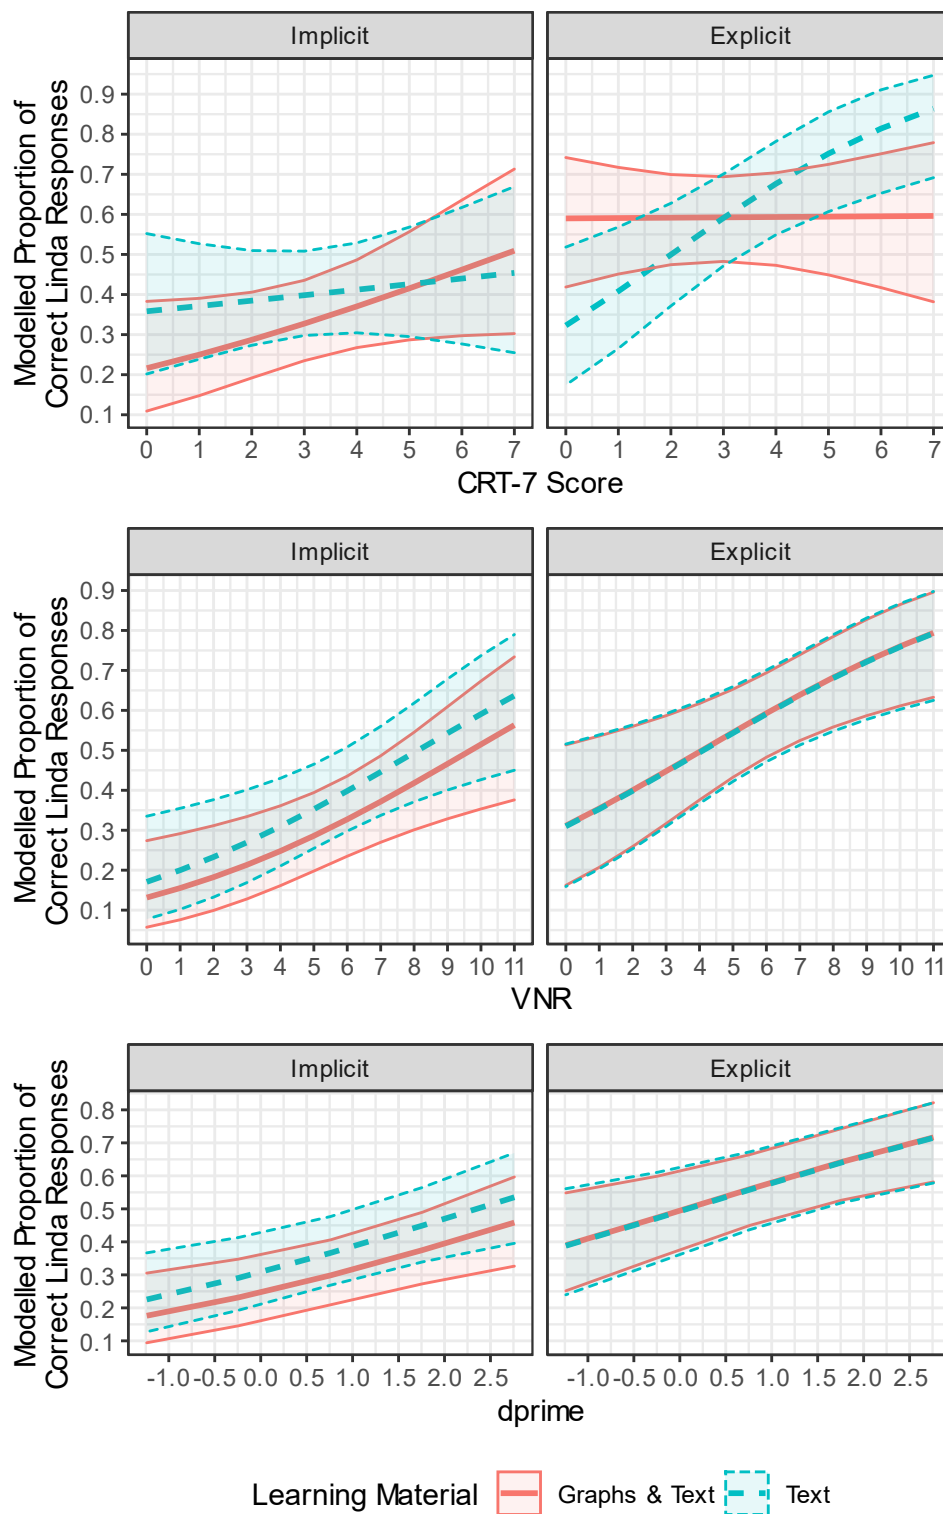 Implicit Explicit
Modelled Proportion of
Correct Linda Responses
0.9
0.8
0.7
0.6
0.5
0.4
0.3
0.2
0.1
0 1 2 3 4 5 6 7 0 1 2 3 4 5 6 7
CRT-7 Score
Implicit Explicit
Modelled Proportion of
Correct Linda Responses
0.9
0.8
0.7
0.6
0.5
0.4
0.3
0.2
0.1
0 1 2 3 4 5 6 7 8 9 10 11 0 1 2 3 4 5 6 7 8 9 10 11
VNR
Implicit Explicit
Modelled Proportion of
Correct Linda Responses
0.8
0.7
0.6
0.5
0.4
0.3
0.2
0.1
-1.0 -0.5 0.0 0.5 1.0 1.5 2.0 2.5 -1.0 -0.5 0.0 0.5 1.0 1.5 2.0 2.5
dprime
Learning Material Graphs & Text Text